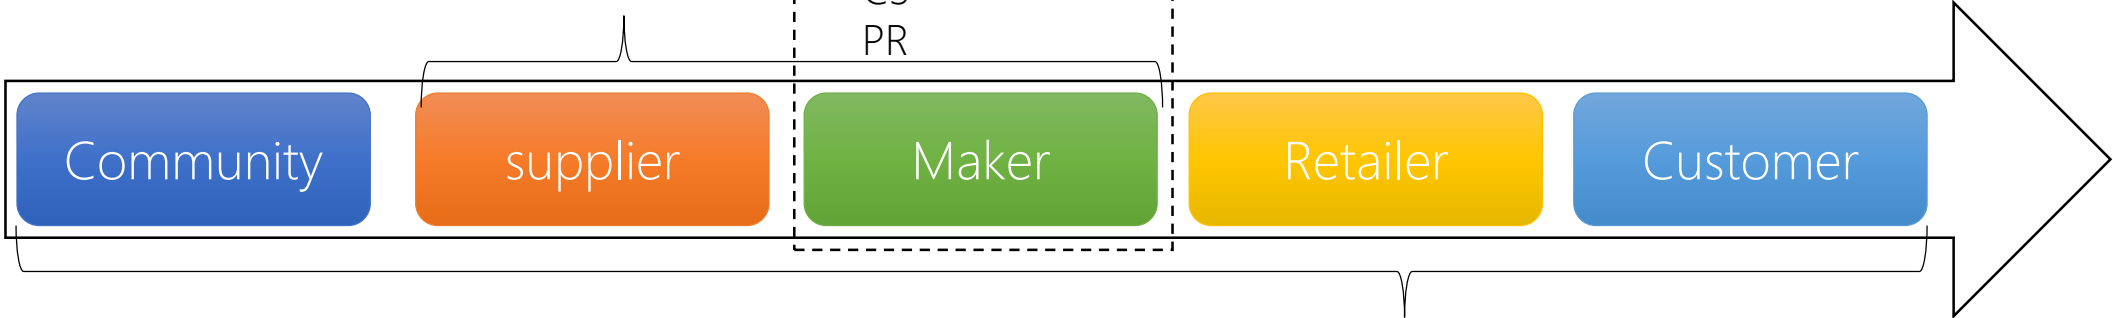 PR
Community
supplier
Maker
Retailer
Customer